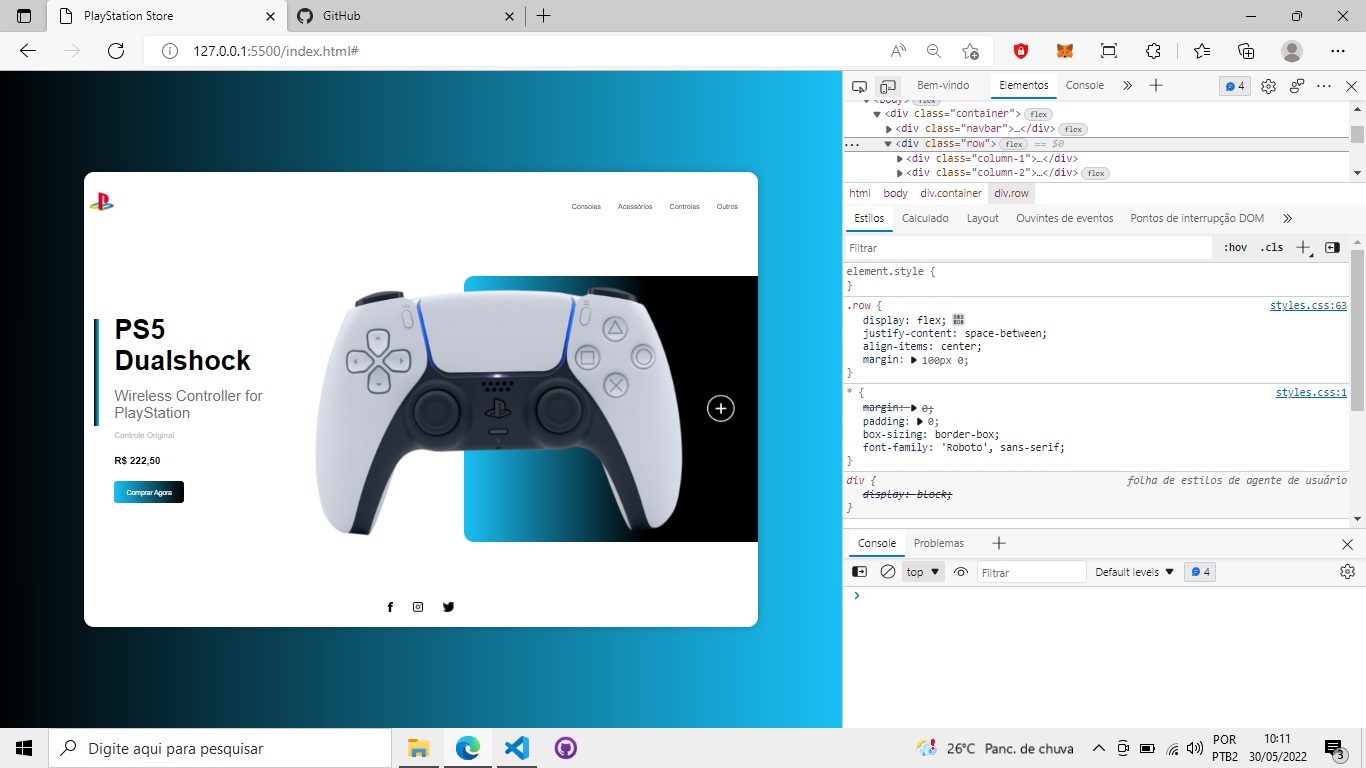 PlayStation Store
GitHub
127.0.0.1:5500/index.html#
Consoles Acessórios Controles Outros
PS5
Dualshock
Wireless Controller for
PlayStation
Controle Original
R$ 222,50
Comprar Agora
Bem-vindo Elementos Console 4
<body> flex
<div class="container"> flex
<div class="navbar">…</div> flex
... <div class="row"> flex == $0
<div class="column-1">…</div>
<div class="column-2">…</div> flex
html body div.container div.row
Estilos Calculado Layout Ouvintes de eventos Pontos de interrupção DOM
Filtrar :hov .cls
element.style {
}
.row { styles.css:63
display: flex;
justify-content: space-between;
align-items: center;
margin: 100px 0;
}
* { styles.css:1
margin: 0;
padding: 0;
box-sizing: border-box;
font-family: 'Roboto', sans-serif;
}
div { folha de estilos de agente de usuário
display: block;
}
Console Problemas
top Filtrar Default levels 4
Digite aqui para pesquisar
26°C Panc. de chuva
POR
PTB2
10:11
30/05/2022
3